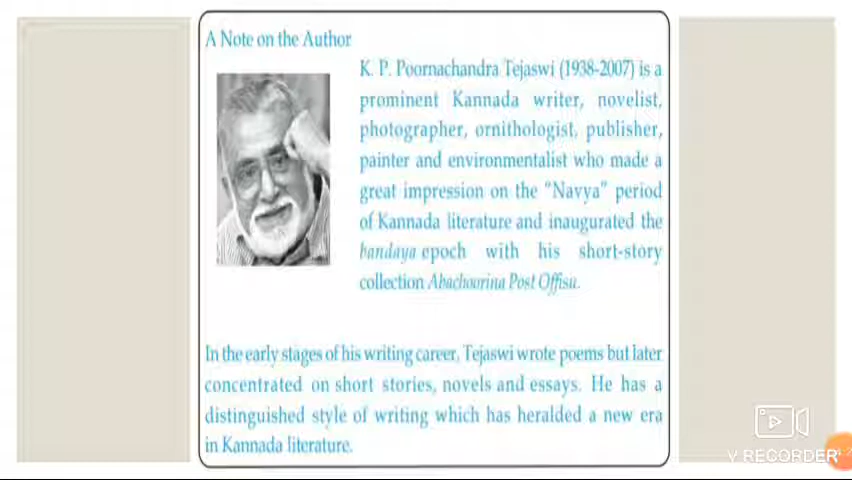 A Note on the Author
K. P. Poornachandra Tejaswi (1938-2007) is a
prominent Kannada writer, novelist,
photographer, ornithologist, publisher,
painter and environmentalist who made a
great impression on the "Navya" period
of Kannada literature and inaugurated the
bandaya epoch with his short-story
collection Abachoorina Post Offisu.
In the early stages of his writing career, Tejaswi wrote poems but later
concentrated on short stories, novels and essays. He has a
distinguished style of writing which has heralded a new era
in Kannada literature.
V RECORDER